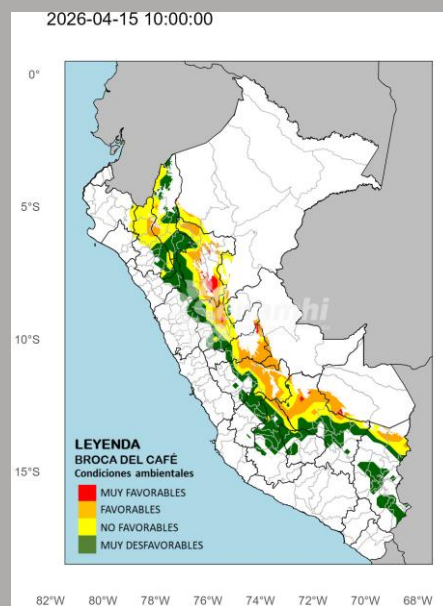 2026-04-15 10:00:00
0°
5°S
10°S
15°S
senamhi
LEYENDA
BROCA DEL CAFÉ
Condiciones ambientales
MUY FAVORABLES
FAVORABLES
NO FAVORABLES
MUY DESFAVORABLES
82°W 80°W 78°W 76°W 74°W 72°W 70°W 68°W